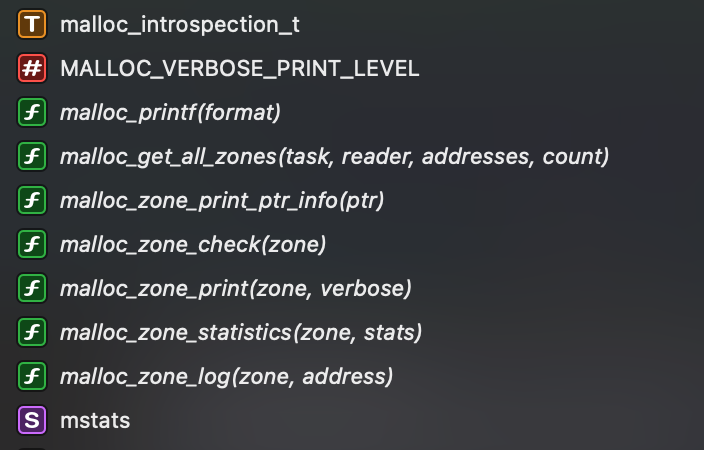 T malloc_introspection_t
# MALLOC_VERBOSE_PRINT_LEVEL
f malloc_printf(format)
f malloc_get_all_zones(task, reader, addresses, count)
f malloc_zone_print_ptr_info(ptr)
f malloc_zone_check(zone)
f malloc_zone_print(zone, verbose)
f malloc_zone_statistics(zone, stats)
f malloc_zone_log(zone, address)
S mstats